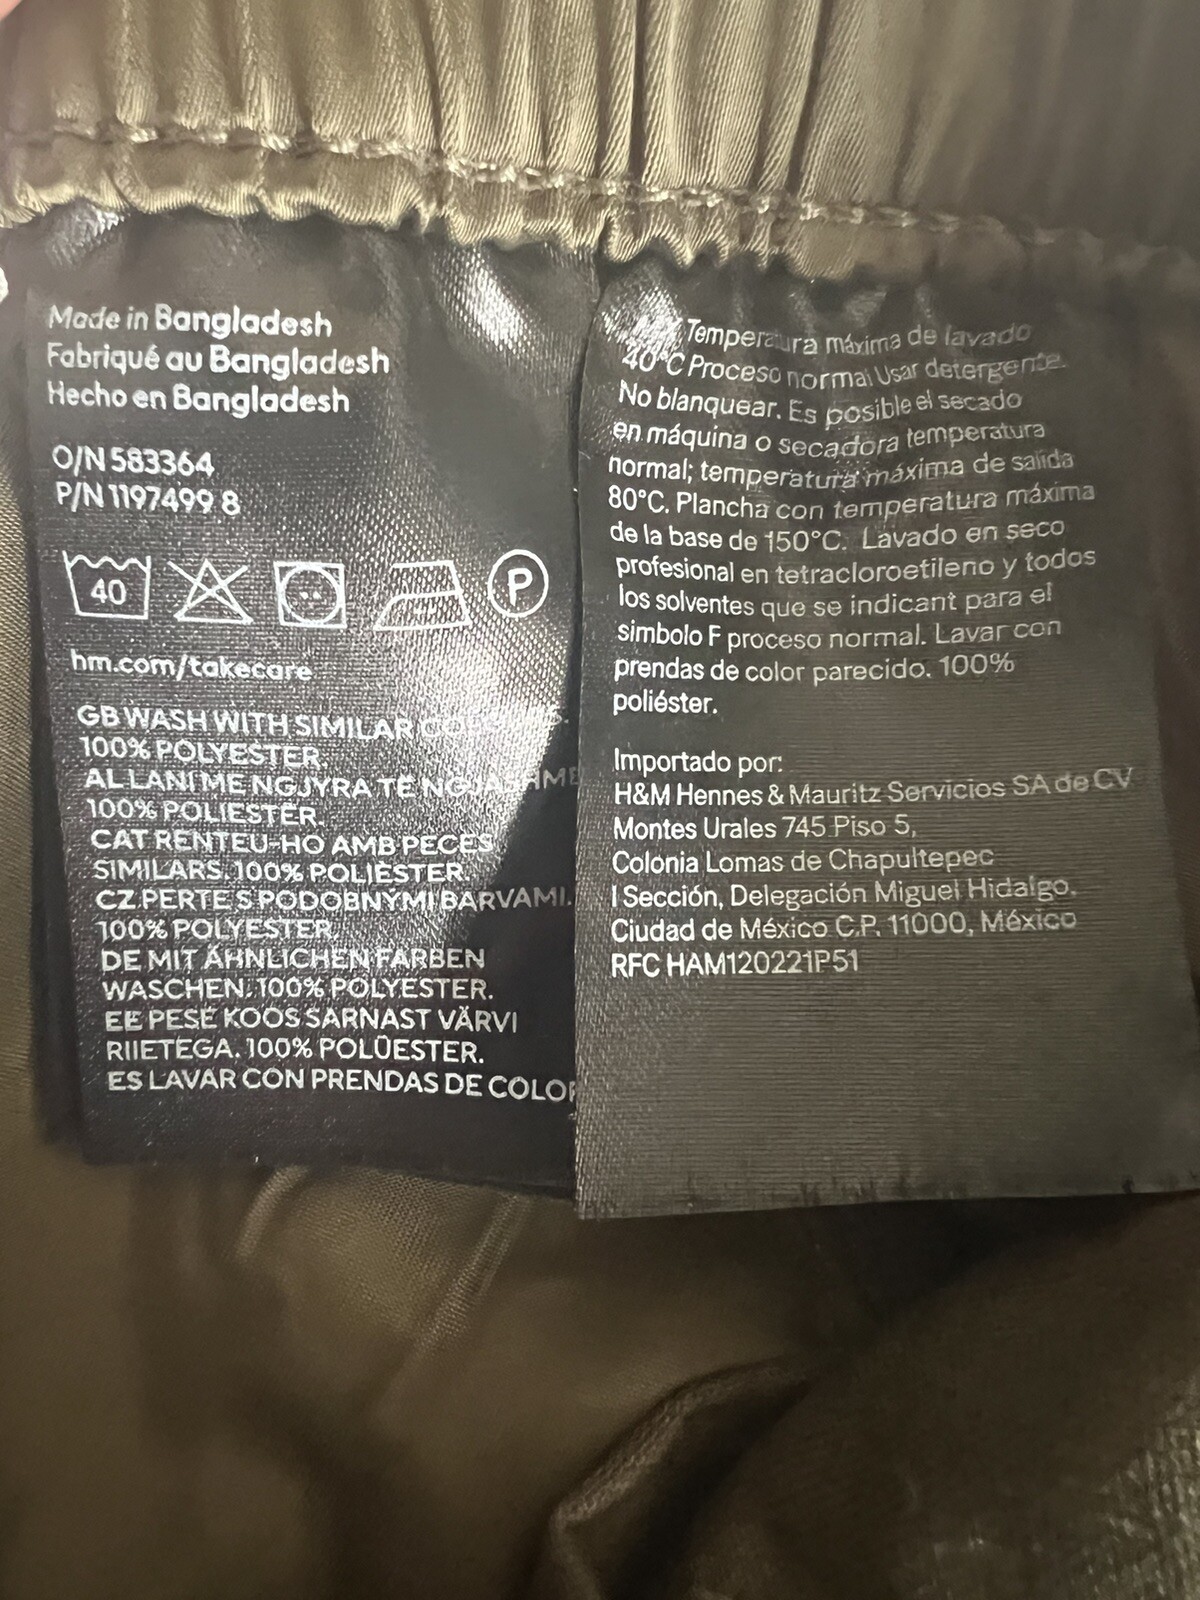 Made in Bangladesh
Fabriqué au Bangladesh
Hecho en Bangladesh
O/N 583364
P/N 1197499 8
40
P
hm.com/takecare
GB WASH WITH SIMILAR
100% POLYESTER.
AL LANI ME NGJYRA TË
100% POLIESTËR.
CAT RENTEU-HO AMB PECES
SIMILARS. 100% POLIÈSTER.
CZ PERTE S PODOBNÝMI BARVAMI.
100% POLYESTER.
DE MIT ÄHNLICHEN FARBEN
WASCHEN. 100% POLYESTER.
EE PESE KOOS SARNAST VÄRVI
RIIETEGA. 100% POLÜESTER.
ES LAVAR CON PRENDAS DE COLOR
MX Temperatura máxima de lavado
40°C Proceso normal Usar detergente.
No blanquear. Es posible el secado
en máquina o secadora temperatura
normal; temperatura máxima de salida
80°C. Plancha con temperatura máxima
de la base de 150°C. Lavado en seco
profesional en tetracloroetileno y todos
los solventes que se indicant para el
simbolo F proceso normal. Lavar con
prendas de color parecido. 100%
poliéster.
Importado por:
H&M Hennes & Mauritz Servicios SA de CV
Montes Urales 745 Piso 5,
Colonia Lomas de Chapultepec
I Sección, Delegación Miguel Hidalgo,
Ciudad de México C.P. 11000, México
RFC HAM120221P51